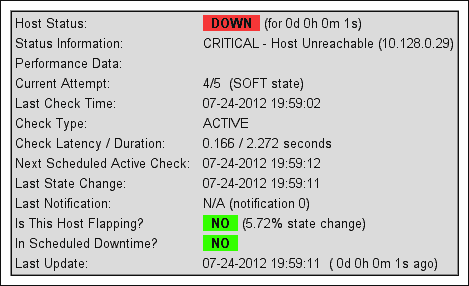 Host Status: DOWN (for 0d 0h 0m 1s)
Status Information: CRITICAL - Host Unreachable (10.128.0.29)
Performance Data:
Current Attempt: 4/5 (SOFT state)
Last Check Time: 07-24-2012 19:59:02
Check Type: ACTIVE
Check Latency / Duration: 0.166 / 2.272 seconds
Next Scheduled Active Check: 07-24-2012 19:59:12
Last State Change: 07-24-2012 19:59:11
Last Notification: N/A (notification 0)
Is This Host Flapping? NO (5.72% state change)
In Scheduled Downtime? NO
Last Update: 07-24-2012 19:59:11 ( 0d 0h 0m 1s ago)